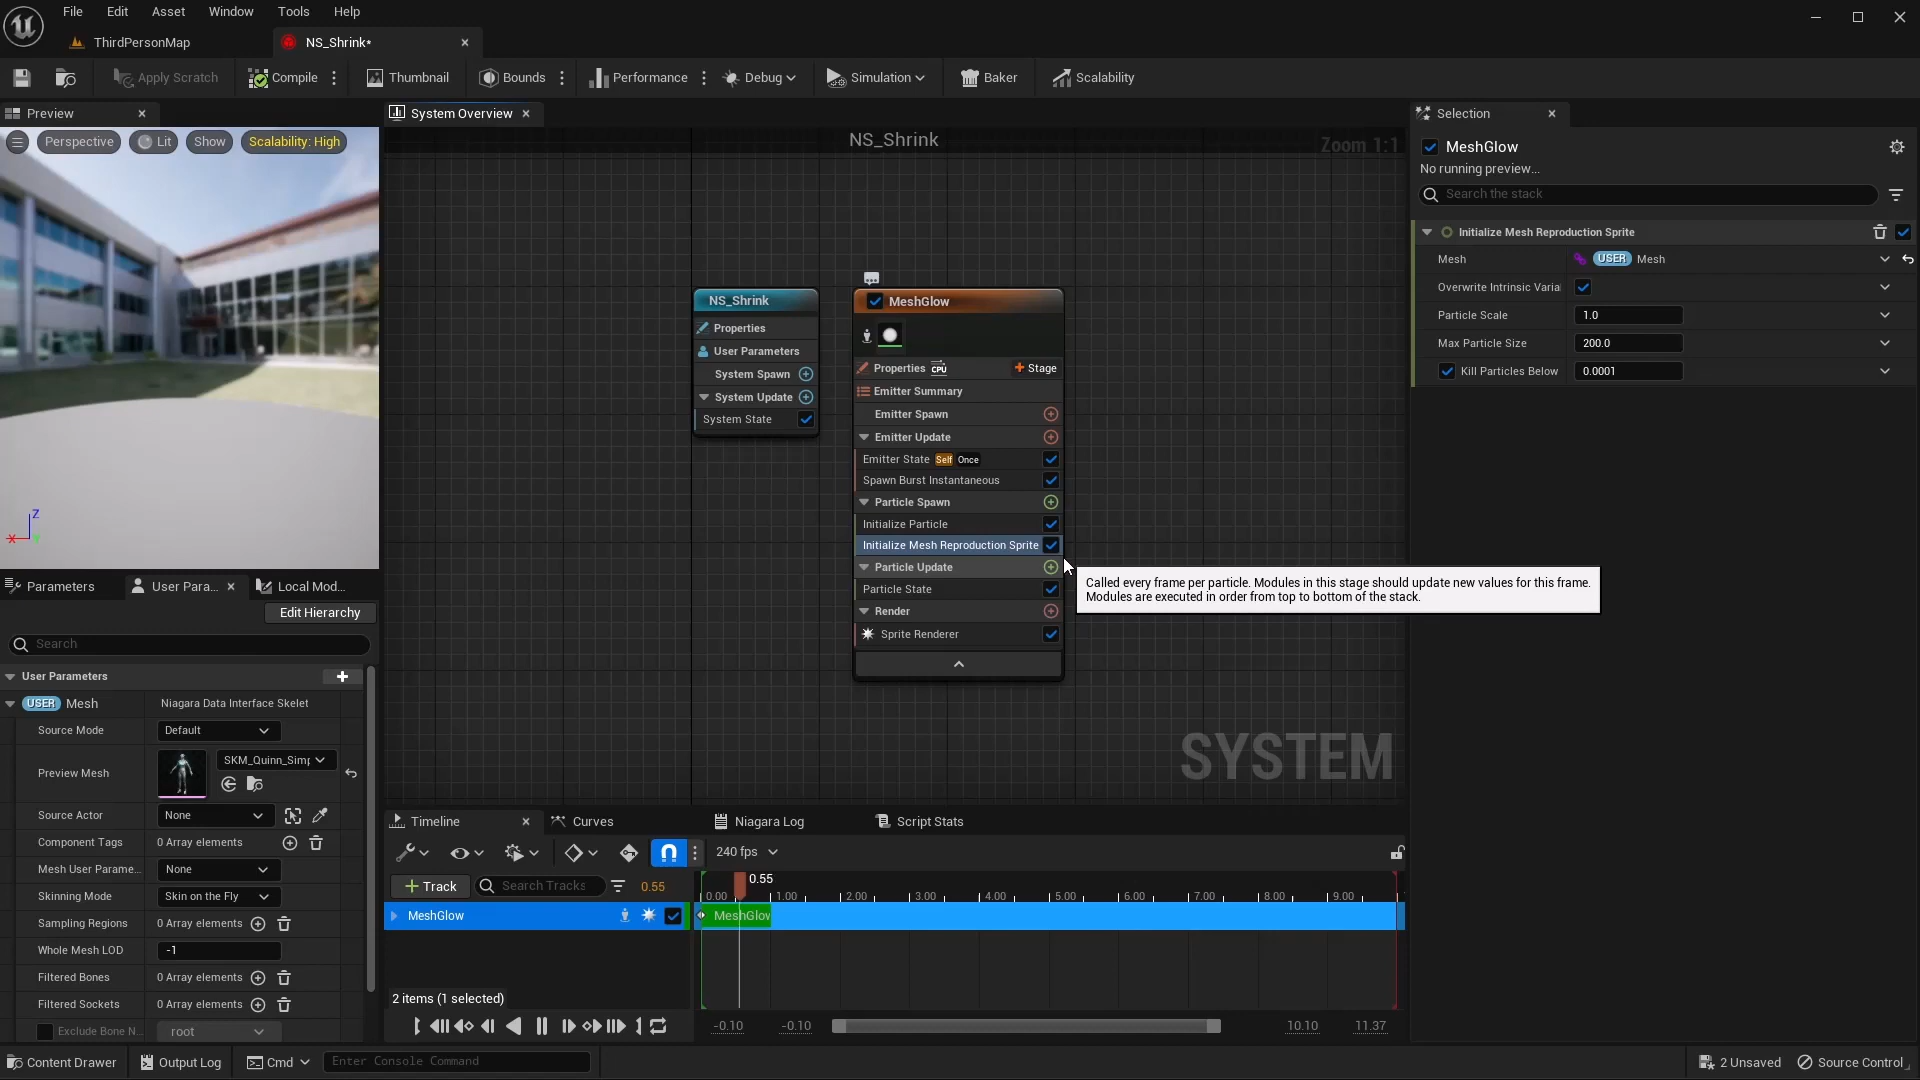 File Edit Asset Window Tools Help
ThirdPersonMap
NS_Shrink*
Apply Scratch
Compile
Thumbnail
Bounds
Performance
Debug
Simulation
Baker
Scalability
Preview
Perspective
Lit
Show
Scalability: High
Z
X
Y
System Overview
NS_Shrink
Zoom 1:1
NS_Shrink
Properties
User Parameters
System Spawn
System Update
System State
MeshGlow
Properties CPU Stage
Emitter Summary
Emitter Spawn
Emitter Update
Emitter State Self Once
Spawn Burst Instantaneous
Particle Spawn
Initialize Particle
Initialize Mesh Reproduction Sprite
Particle Update
Particle State
Render
Sprite Renderer
Called every frame per particle. Modules in this stage should update new values for this frame.
Modules are executed in order from top to bottom of the stack.
SYSTEM
Selection
MeshGlow
No running preview...
Search the stack
Initialize Mesh Reproduction Sprite
Mesh USER Mesh
Overwrite Intrinsic Varia
Particle Scale 1.0
Max Particle Size 200.0
Kill Particles Below 0.0001
Parameters
User Para...
Local Mod...
Edit Hierarchy
Search
User Parameters
USER Mesh Niagara Data Interface Skelet
Source Mode Default
Preview Mesh SKM_Quinn_Simp
Source Actor None
Component Tags 0 Array elements
Mesh User Parame... None
Skinning Mode Skin on the Fly
Sampling Regions 0 Array elements
Whole Mesh LOD -1
Filtered Bones 0 Array elements
Filtered Sockets 0 Array elements
Exclude Bone N... root
Timeline
Curves
Niagara Log
Script Stats
240 fps
Track
Search Tracks
0.55
0.55
0.00 1.00 2.00 3.00 4.00 5.00 6.00 7.00 8.00 9.00
MeshGlow
MeshGlow
2 items (1 selected)
-0.10 -0.10 10.10 11.37
Content Drawer
Output Log
Cmd
Enter Console Command
2 Unsaved
Source Control